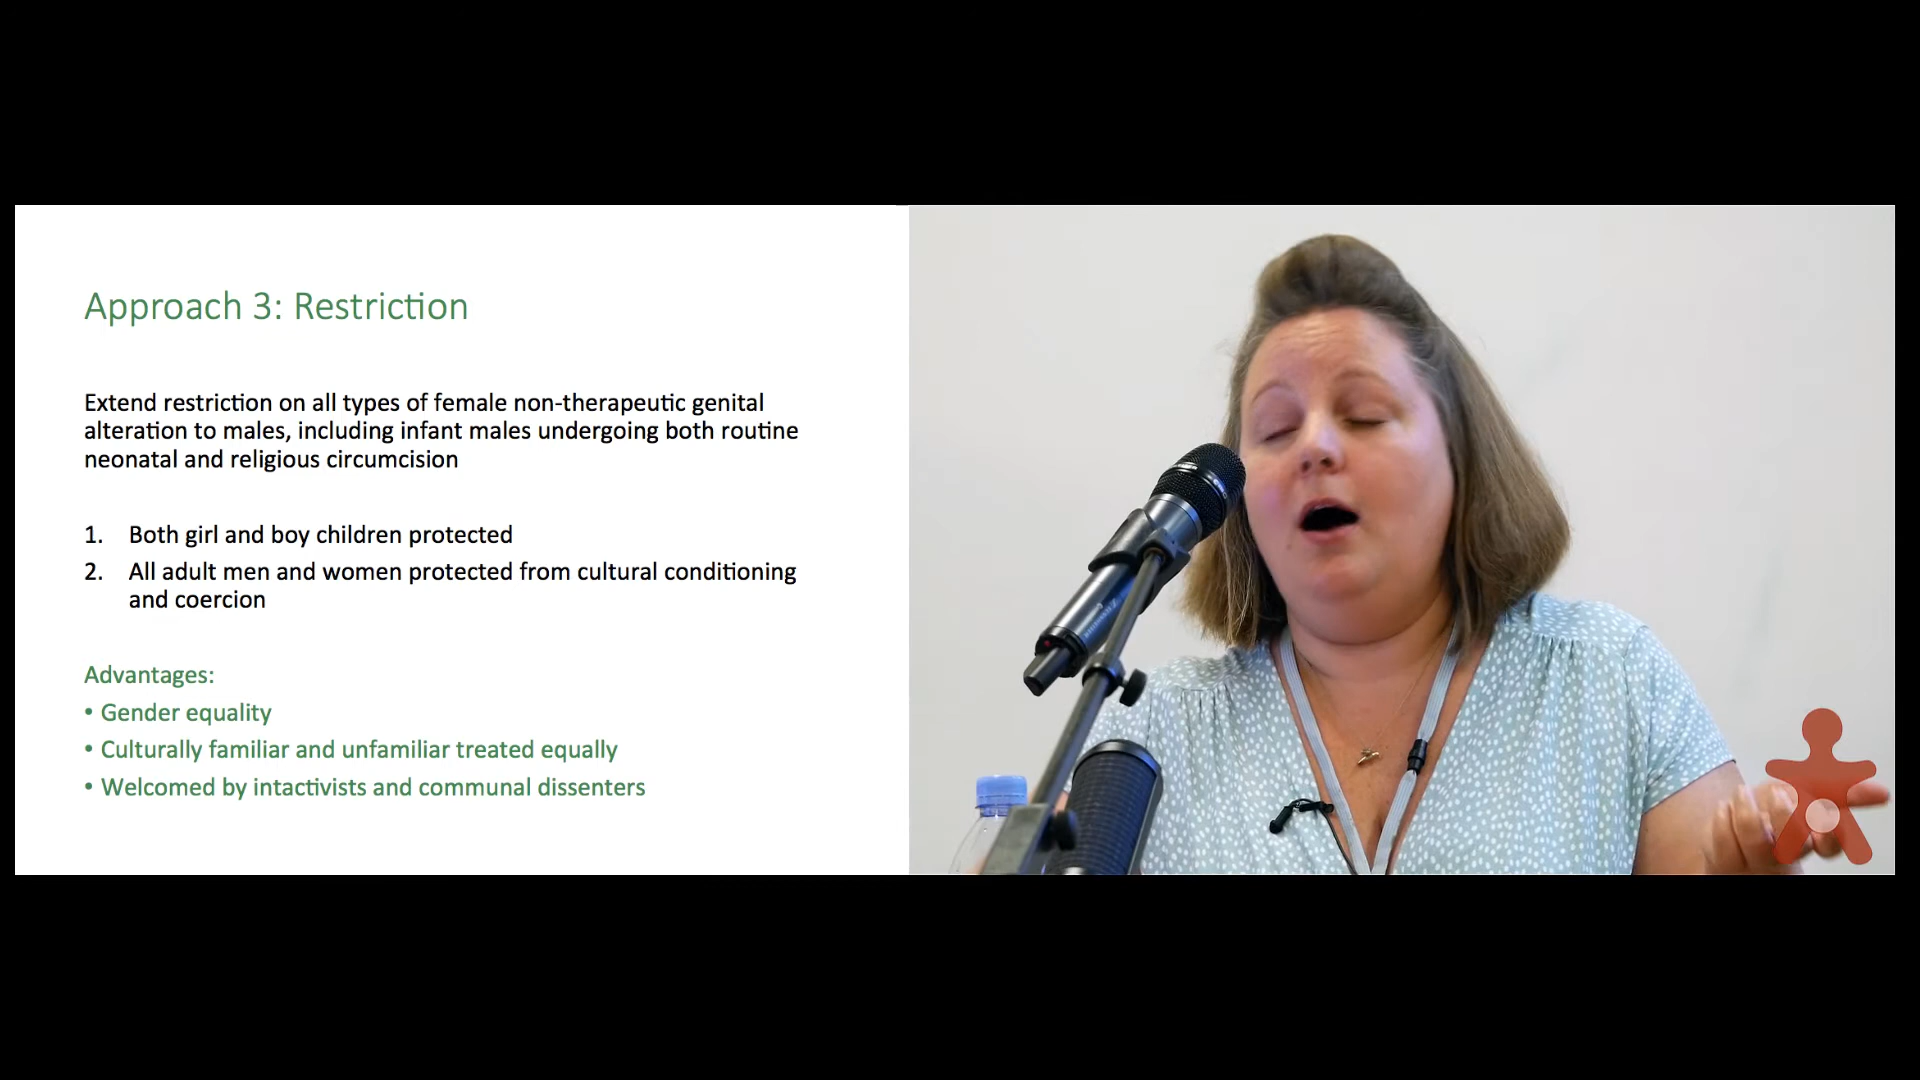 Approach 3: Restriction
Extend restriction on all types of female non-therapeutic genital
alteration to males, including infant males undergoing both routine
neonatal and religious circumcision
1. Both girl and boy children protected
2. All adult men and women protected from cultural conditioning
and coercion
Advantages:
• Gender equality
• Culturally familiar and unfamiliar treated equally
• Welcomed by intactivists and communal dissenters